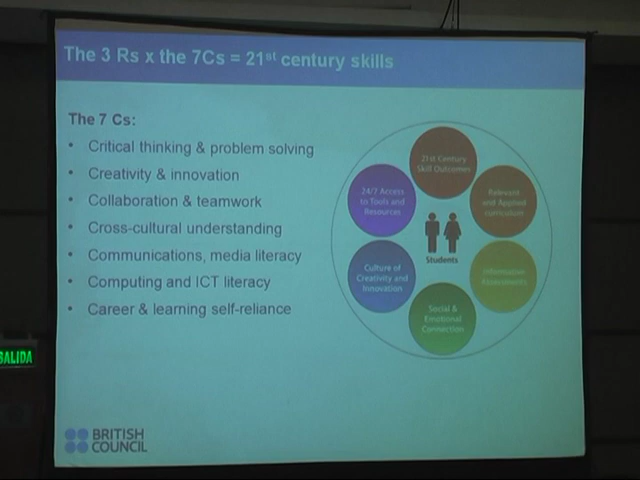 The 3 Rs x the 7Cs = 21st century skills
The 7 Cs:
• Critical thinking & problem solving
• Creativity & innovation
• Collaboration & teamwork
• Cross-cultural understanding
• Communications, media literacy
• Computing and ICT literacy
• Career & learning self-reliance
21st Century
Skill Outcomes
24/7 Access
to Tools and
Resources
Relevant
and Applied
curriculum
Students
Culture of
Creativity and
Innovation
Social &
Emotional
Connection
SALIDA
BRITISH
COUNCIL